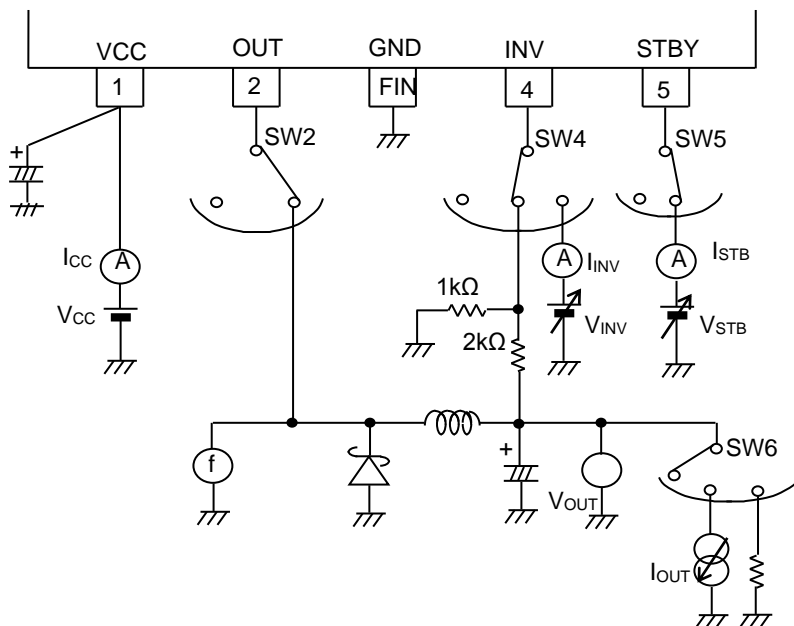 VCC OUT GND INV STBY
1 2 FIN 4 5
SW2 SW4 SW5
+
ICC A
A IINV
A ISTB
1kΩ
VCC
VINV
VSTB
2kΩ
f
+
VOUT
SW6
IOUT